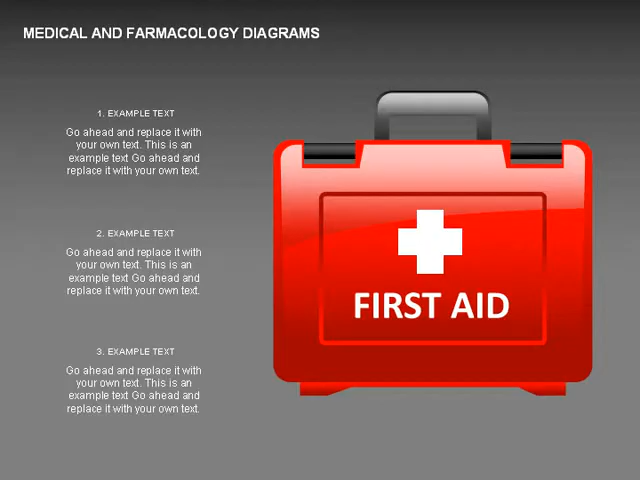 MEDICAL AND FARMACOLOGY DIAGRAMS
1. EXAMPLE TEXT
Go ahead and replace it with
your own text. This is an
example text Go ahead and
replace it with your own text.
2. EXAMPLE TEXT
Go ahead and replace it with
your own text. This is an
example text Go ahead and
replace it with your own text.
3. EXAMPLE TEXT
Go ahead and replace it with
your own text. This is an
example text Go ahead and
replace it with your own text.
FIRST AID